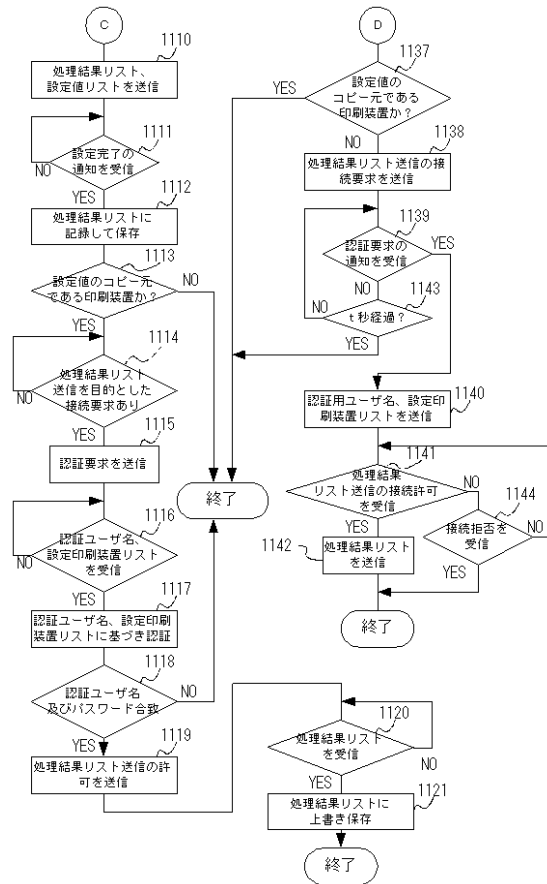 C
1110
処理結果リスト、
設定値リストを送信
1111
設定完了の
通知を受信
NO
YES
1112
処理結果リストに
記録して保存
1113
設定値のコピー元
である印刷装置か？
NO
YES
1114
処理結果リスト
送信を目的とした
接続要求あり
NO
YES
1115
認証要求を送信
1116
認証ユーザ名、
設定印刷装置リスト
を受信
NO
YES
1117
認証ユーザ名、設定印刷
装置リストに基づき認証
1118
認証ユーザ名
及びパスワード合致
NO
YES
1119
処理結果リスト送信の許
可を送信
終了
D
1137
設定値の
コピー元である
印刷装置か？
YES
NO
1138
処理結果リスト送信の接
続要求を送信
1139
認証要求の
通知を受信
YES
NO
1143
t秒経過？
NO
YES
1140
認証用ユーザ名、設定印
刷装置リストを送信
1141
処理結果
リスト送信の接続許可
を受信
NO
YES
1144
接続拒否を
受信
NO
YES
1142
処理結果リスト
を送信
終了
1120
処理結果リスト
を受信
NO
YES
1121
処理結果リストに
上書き保存
終了